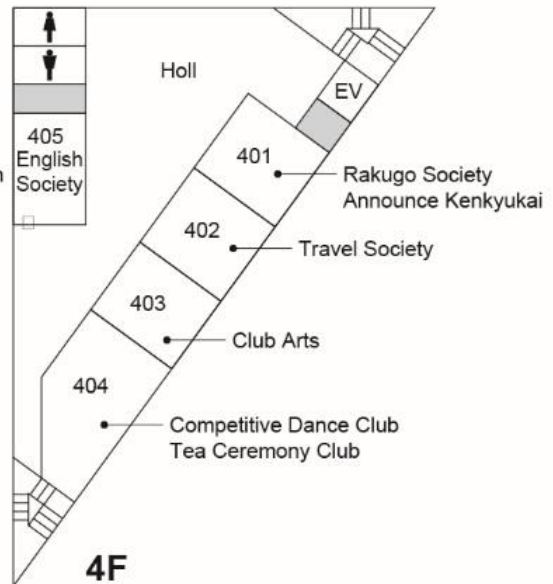 Holl
EV
405
English
Society
401
Rakugo Society
Announce Kenkyukai
402
Travel Society
403
Club Arts
404
Competitive Dance Club
Tea Ceremony Club
4F